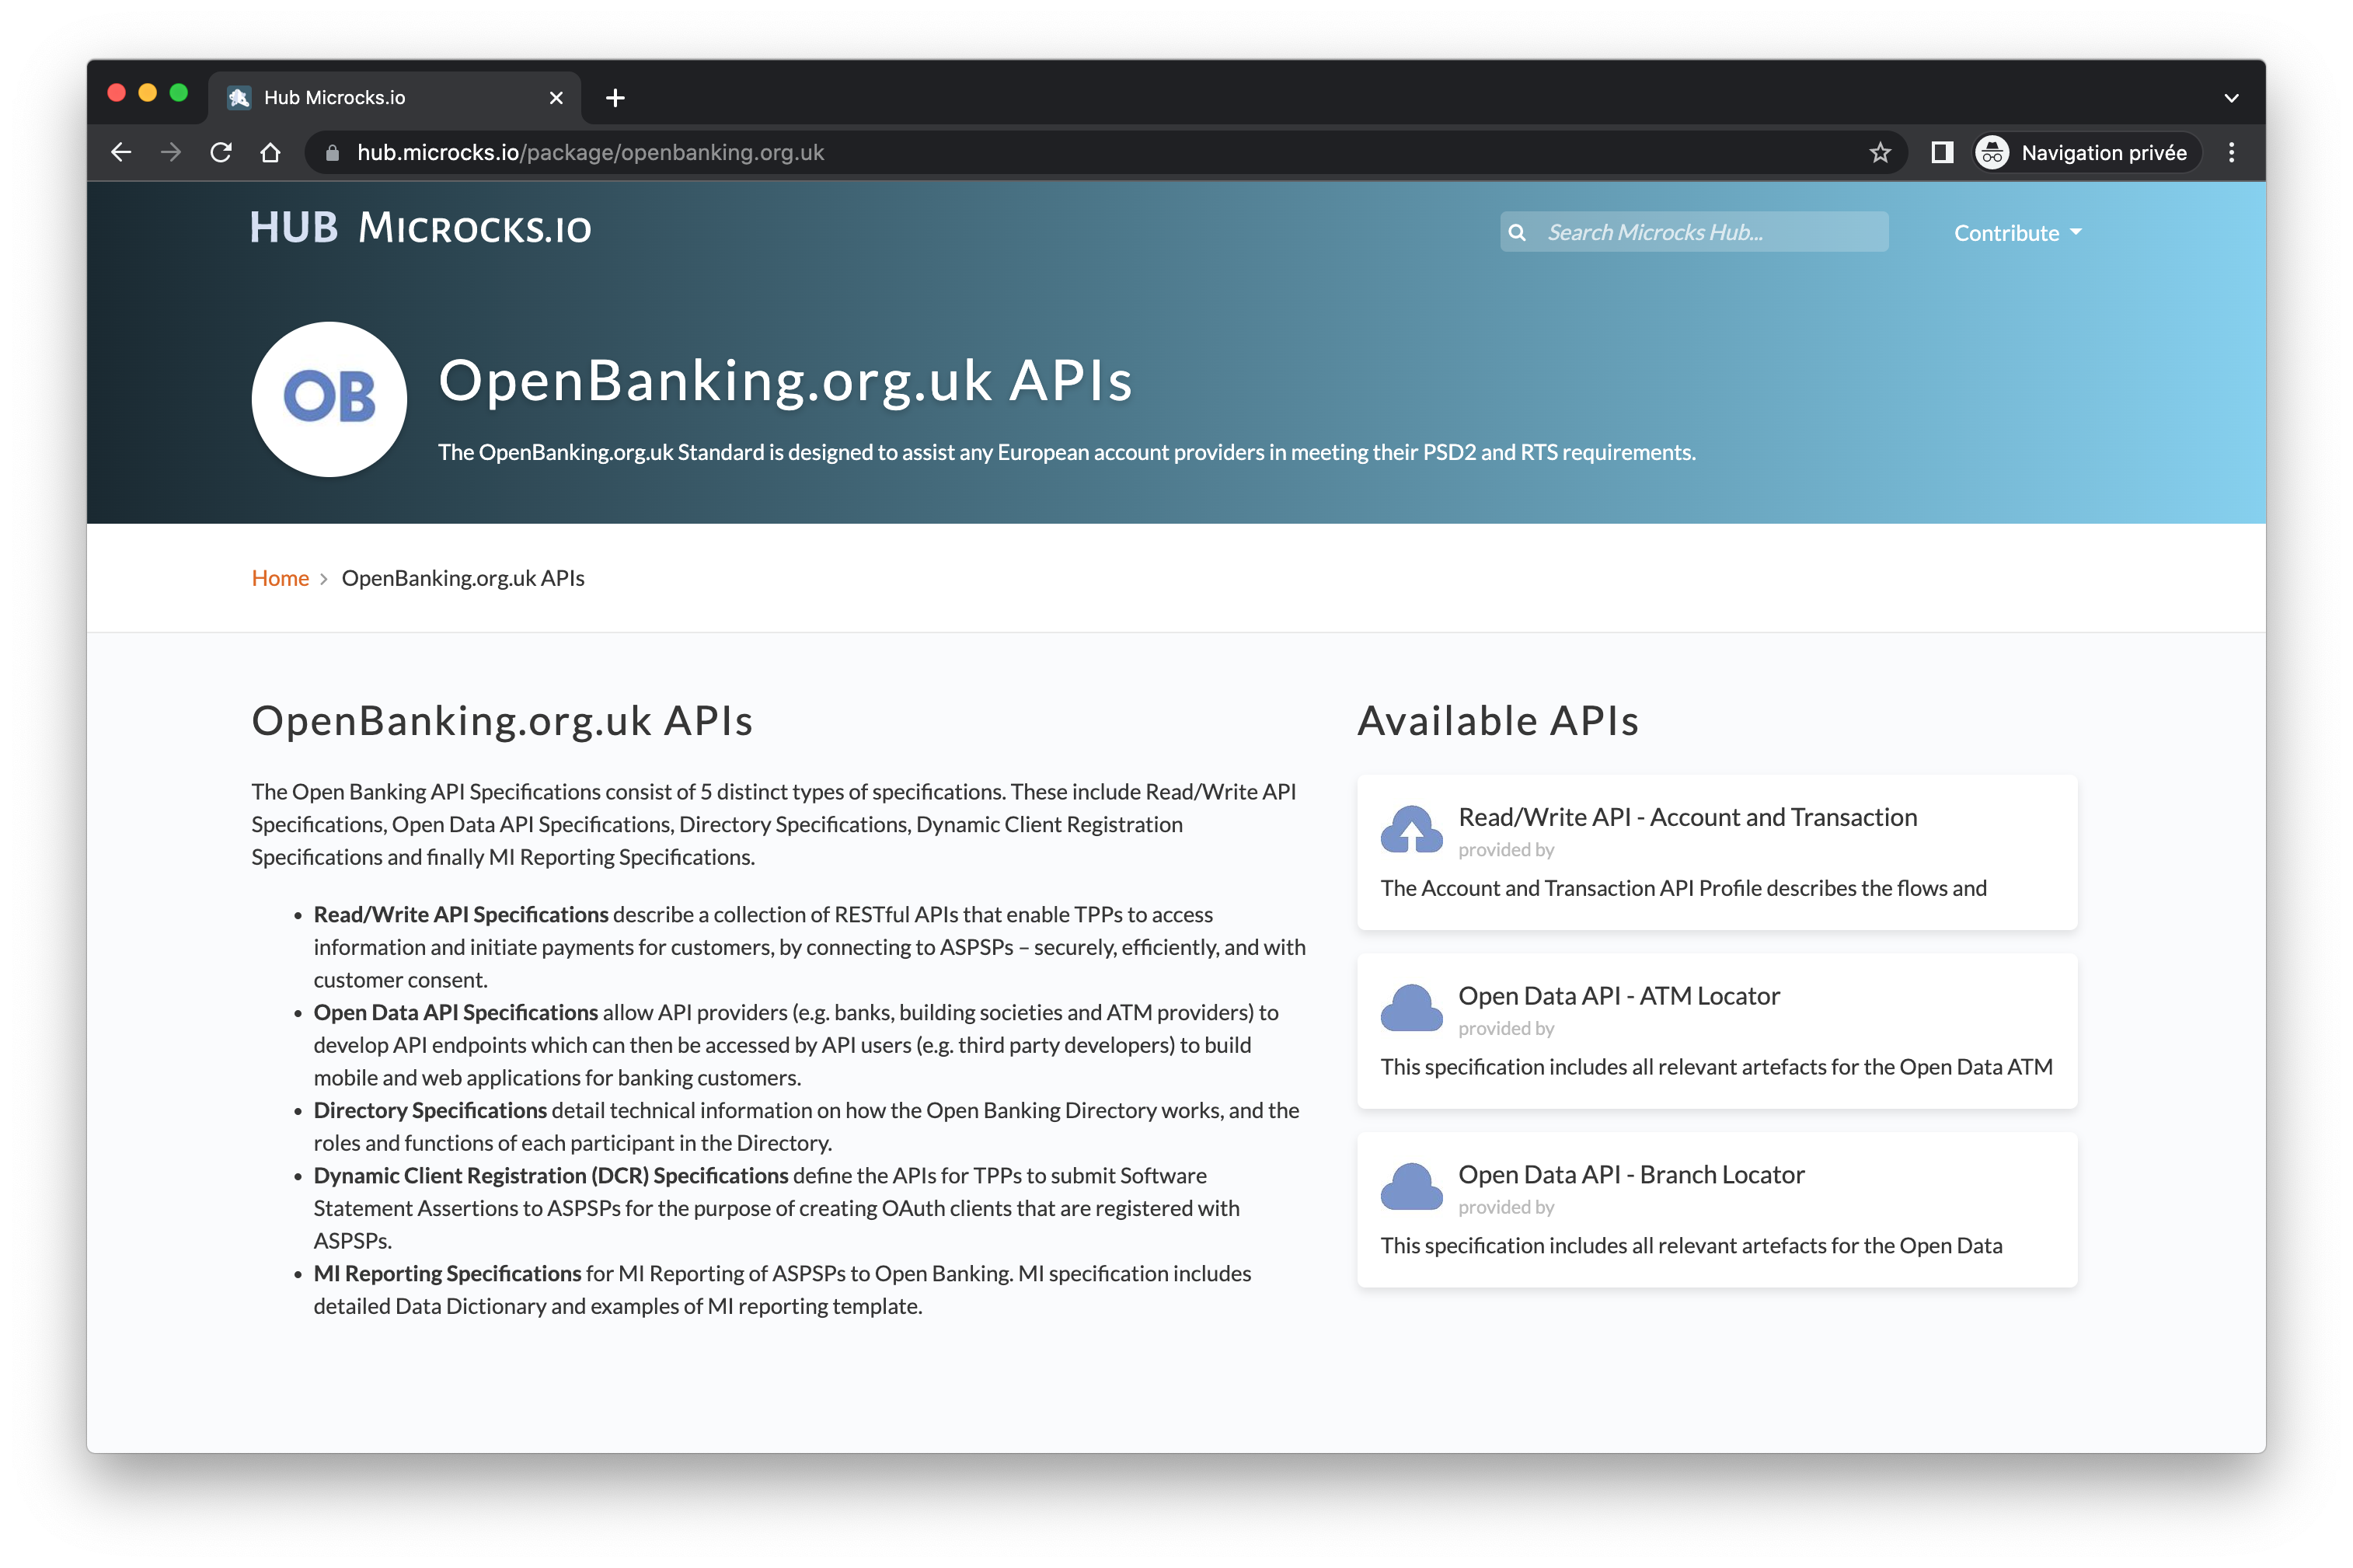 Hub Microcks.io
hub.microcks.io/package/openbanking.org.uk
Navigation privée
HUB MICROCKS.IO
Search Microcks Hub...
Contribute
OB
OpenBanking.org.uk APIs
The OpenBanking.org.uk Standard is designed to assist any European account providers in meeting their PSD2 and RTS requirements.
Home > OpenBanking.org.uk APIs
OpenBanking.org.uk APIs
The Open Banking API Specifications consist of 5 distinct types of specifications. These include Read/Write API
Specifications, Open Data API Specifications, Directory Specifications, Dynamic Client Registration
Specifications and finally MI Reporting Specifications.
• Read/Write API Specifications describe a collection of RESTful APIs that enable TPPs to access
information and initiate payments for customers, by connecting to ASPSPs – securely, efficiently, and with
customer consent.
• Open Data API Specifications allow API providers (e.g. banks, building societies and ATM providers) to
develop API endpoints which can then be accessed by API users (e.g. third party developers) to build
mobile and web applications for banking customers.
• Directory Specifications detail technical information on how the Open Banking Directory works, and the
roles and functions of each participant in the Directory.
• Dynamic Client Registration (DCR) Specifications define the APIs for TPPs to submit Software
Statement Assertions to ASPSPs for the purpose of creating OAuth clients that are registered with
ASPSPs.
• MI Reporting Specifications for MI Reporting of ASPSPs to Open Banking. MI specification includes
detailed Data Dictionary and examples of MI reporting template.
Available APIs
Read/Write API - Account and Transaction
provided by
The Account and Transaction API Profile describes the flows and
Open Data API - ATM Locator
provided by
This specification includes all relevant artefacts for the Open Data ATM
Open Data API - Branch Locator
provided by
This specification includes all relevant artefacts for the Open Data